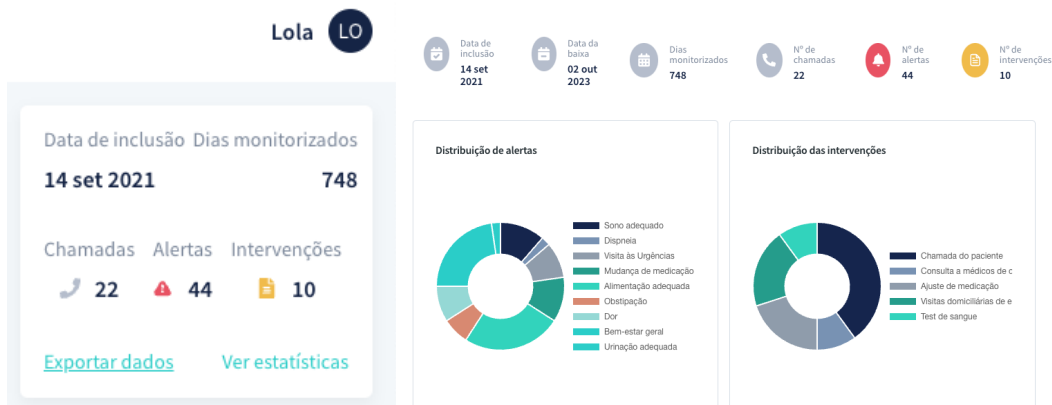 Lola LO
Data de inclusão Dias monitorizados
14 set 2021 748
Chamadas Alertas Intervenções
22 44 10
Exportar dados Ver estatísticas
Data de
inclusão
14 set
2021
Data da
baixa
02 out
2023
Dias
monitorizados
748
Nº de
chamadas
22
Nº de
alertas
44
Nº de
intervenções
10
Distribuição de alertas
Sono adequado
Dispneia
Visita às Urgências
Mudança de medicação
Alimentação adequada
Obstipação
Dor
Bem-estar geral
Urinação adequada
Distribuição das intervenções
Chamada do paciente
Consulta a médicos de c
Ajuste de medicação
Visitas domiciliárias de e
Test de sangue